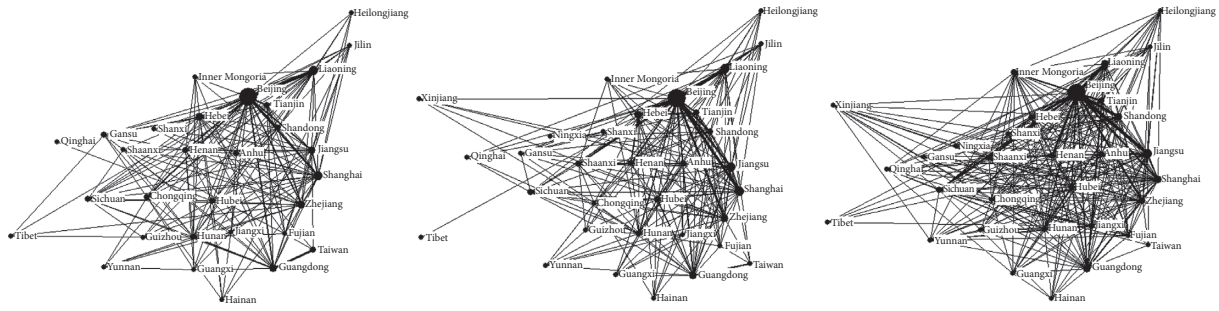 Heilongjiang
Jilin
Liaoning
Inner Mongoria
Beijing
Tianjin
Hebei
Shandong
Gansu
Shanxi
Qinghai
Shaanxi
Henan
Anhui
Jiangsu
Shanghai
Sichuan
Chongqing
Hubei
Zhejiang
Tibet
Guizhou
Hunan
Jiangxi
Fujian
Taiwan
Yunnan
Guangxi
Guangdong
Hainan
Heilongjiang
Jilin
Liaoning
Inner Mongoria
Beijing
Xinjiang
Tianjin
Hebei
Shandong
Ningxia
Shanxi
Qinghai
Gansu
Shaanxi
Henan
Anhui
Jiangsu
Sichuan
Shanghai
Chongqing
Hubei
Zhejiang
Tibet
Guizhou
Hunan
Jiangxi
Fujian
Yunnan
Guangxi
Guangdong
Taiwan
Hainan
Heilongjiang
Jilin
Liaoning
Inner Mongoria
Beijing
Tianjin
Xinjiang
Hebei
Shandong
Shanxi
Ningxia
Gansu
Shaanxi
Henan
Anhui
Jiangsu
Qinghai
Shanghai
Sichuan
Hubei
Chongqing
Zhejiang
Tibet
Guizhou
Hunan
Jiangxi
Fujian
Yunnan
Taiwan
Guangxi
Guangdong
Hainan